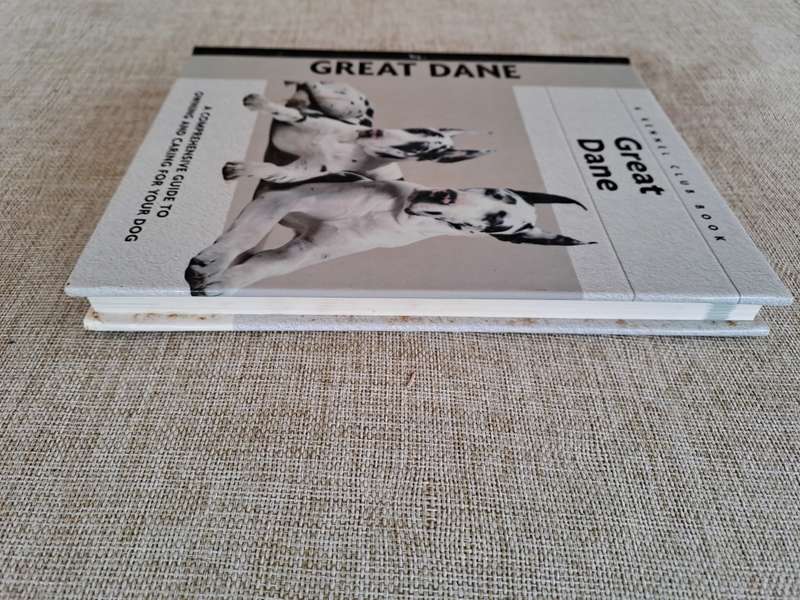 GREAT DANE
A KENNEL CLUB BOOK
Great
Dane
A COMPREHENSIVE GUIDE TO
OWNING AND CARING FOR YOUR DOG